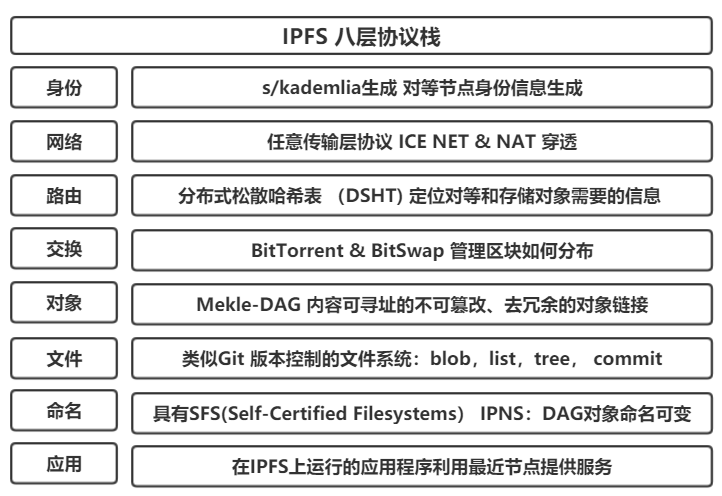 IPFS 八层协议栈
身份
s/kademlia生成 对等节点身份信息生成
网络
任意传输层协议 ICE NET & NAT 穿透
路由
分布式松散哈希表 (DSHT) 定位对等和存储对象需要的信息
交换
BitTorrent & BitSwap 管理区块如何分布
对象
Mekle-DAG 内容可寻址的不可篡改、去冗余的对象链接
文件
类似Git 版本控制的文件系统：blob，list，tree， commit
命名
具有SFS(Self-Certified Filesystems) IPNS：DAG对象命名可变
应用
在IPFS上运行的应用程序利用最近节点提供服务